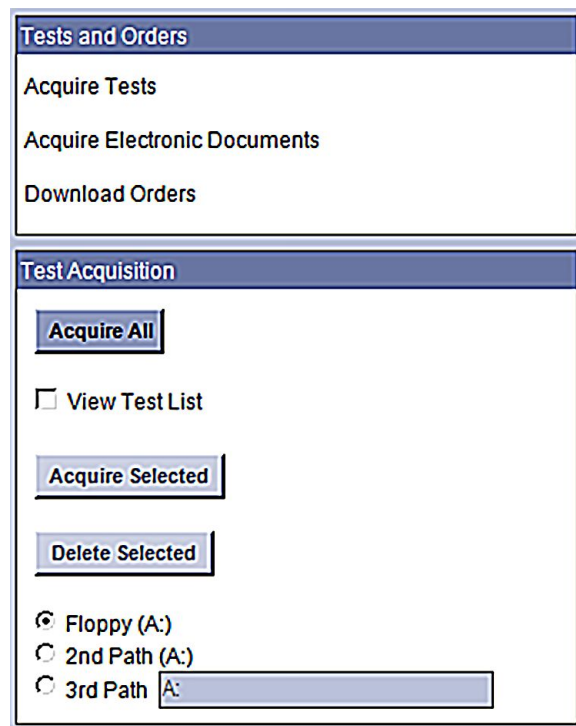 Tests and Orders
Acquire Tests
Acquire Electronic Documents
Download Orders
Test Acquisition
Acquire All
View Test List
Acquire Selected
Delete Selected
Floppy (A:)
2nd Path (A:)
3rd Path A: